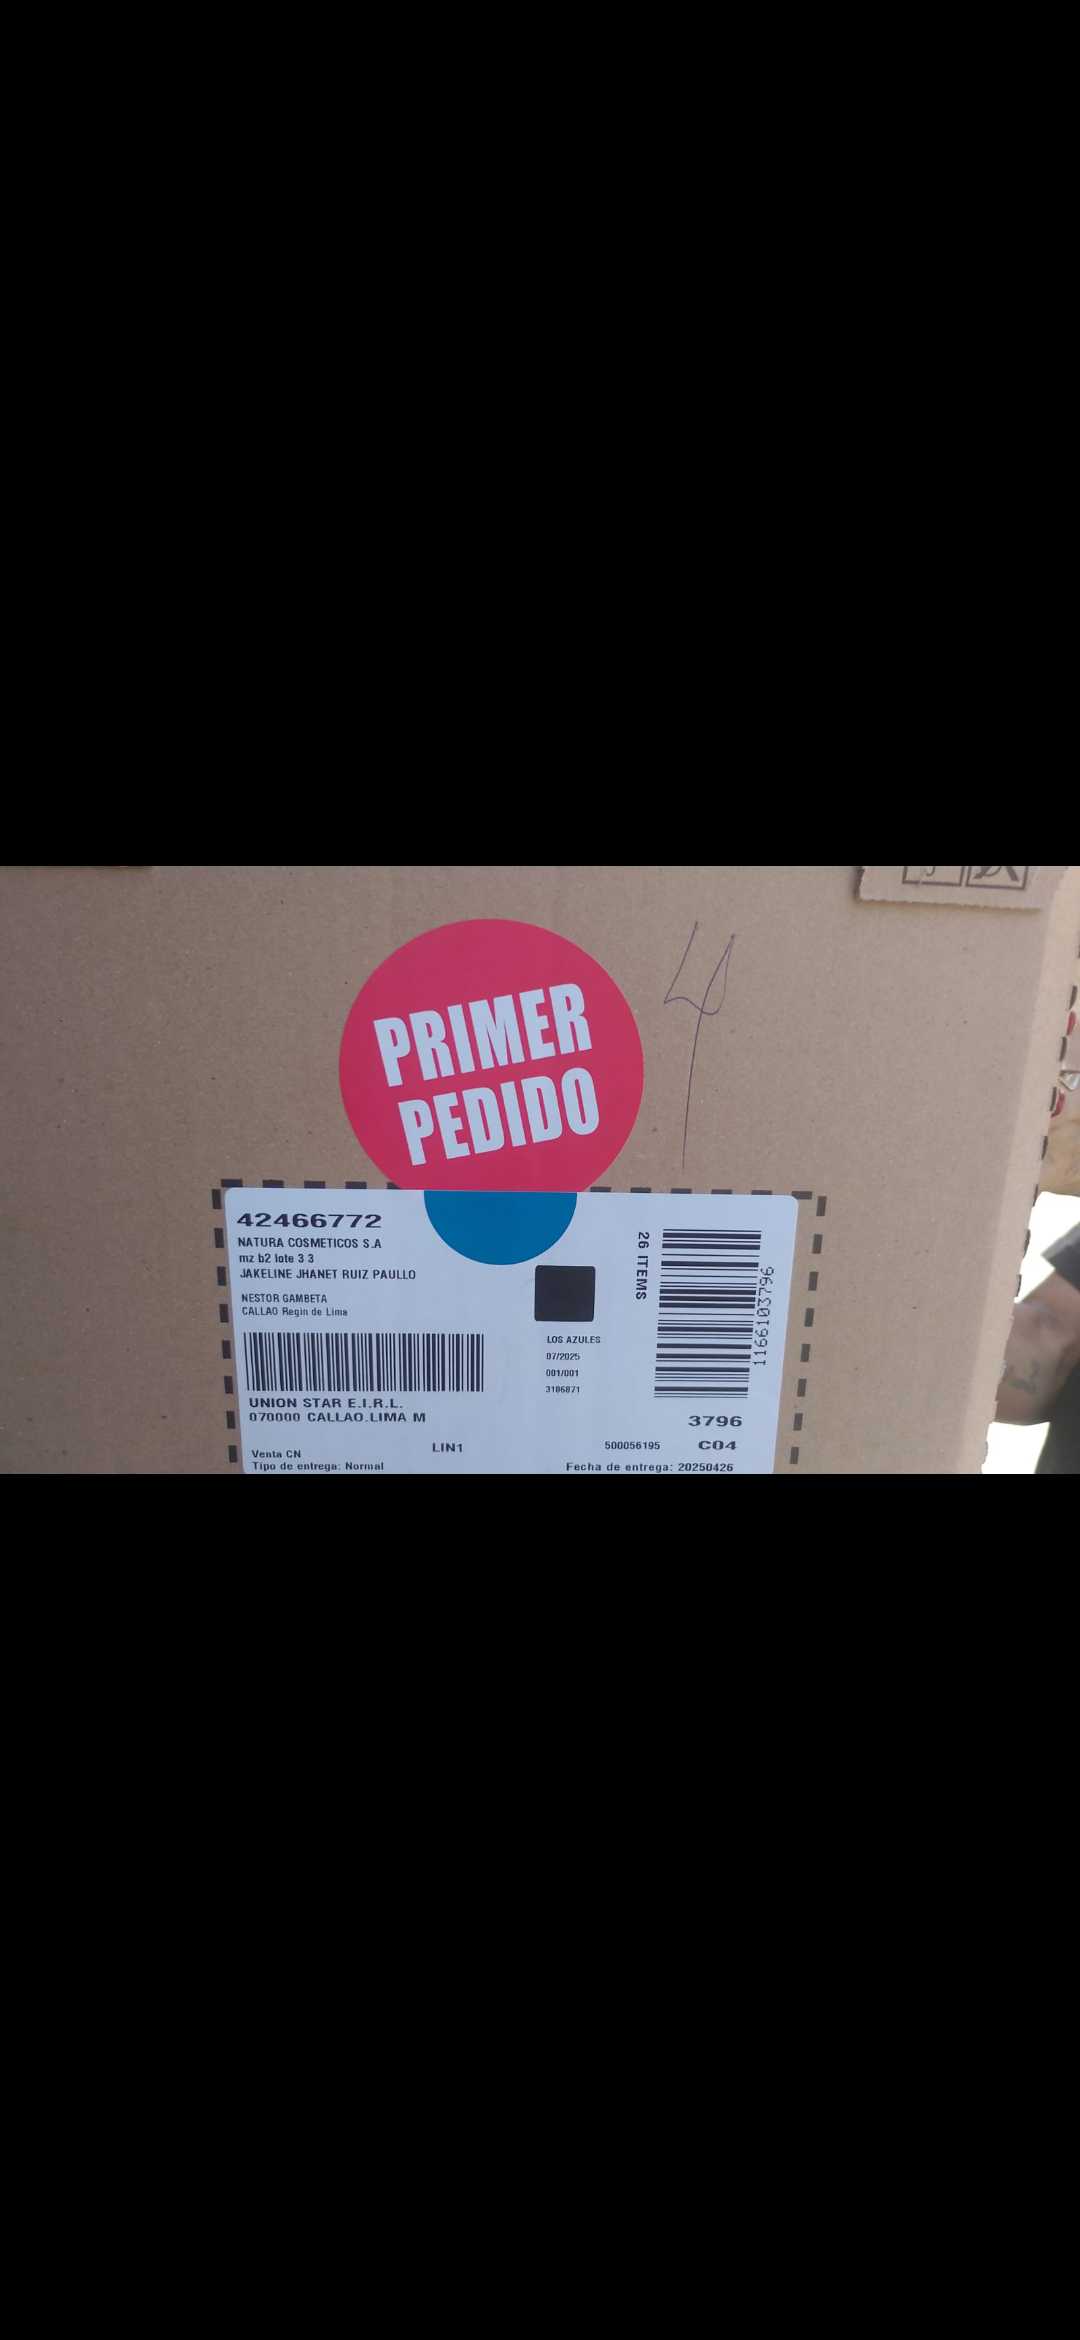 PRIMER
PEDIDO
4
42466772
NATURA COSMETICOS S.A
mz b2 lote 3 3
JAKELINE JHANET RUIZ PAULLO
NESTOR GAMBETA
CALLAO Regin de Lima
UNION STAR E.I.R.L.
070000 CALLAO.LIMA M
Venta CN
LIN1
Tipo de entrega: Normal
LOS AZULES
07/2025
001/001
3106871
26 ITEMS
1166103796
3796
500056195
C04
Fecha de entrega: 20250426